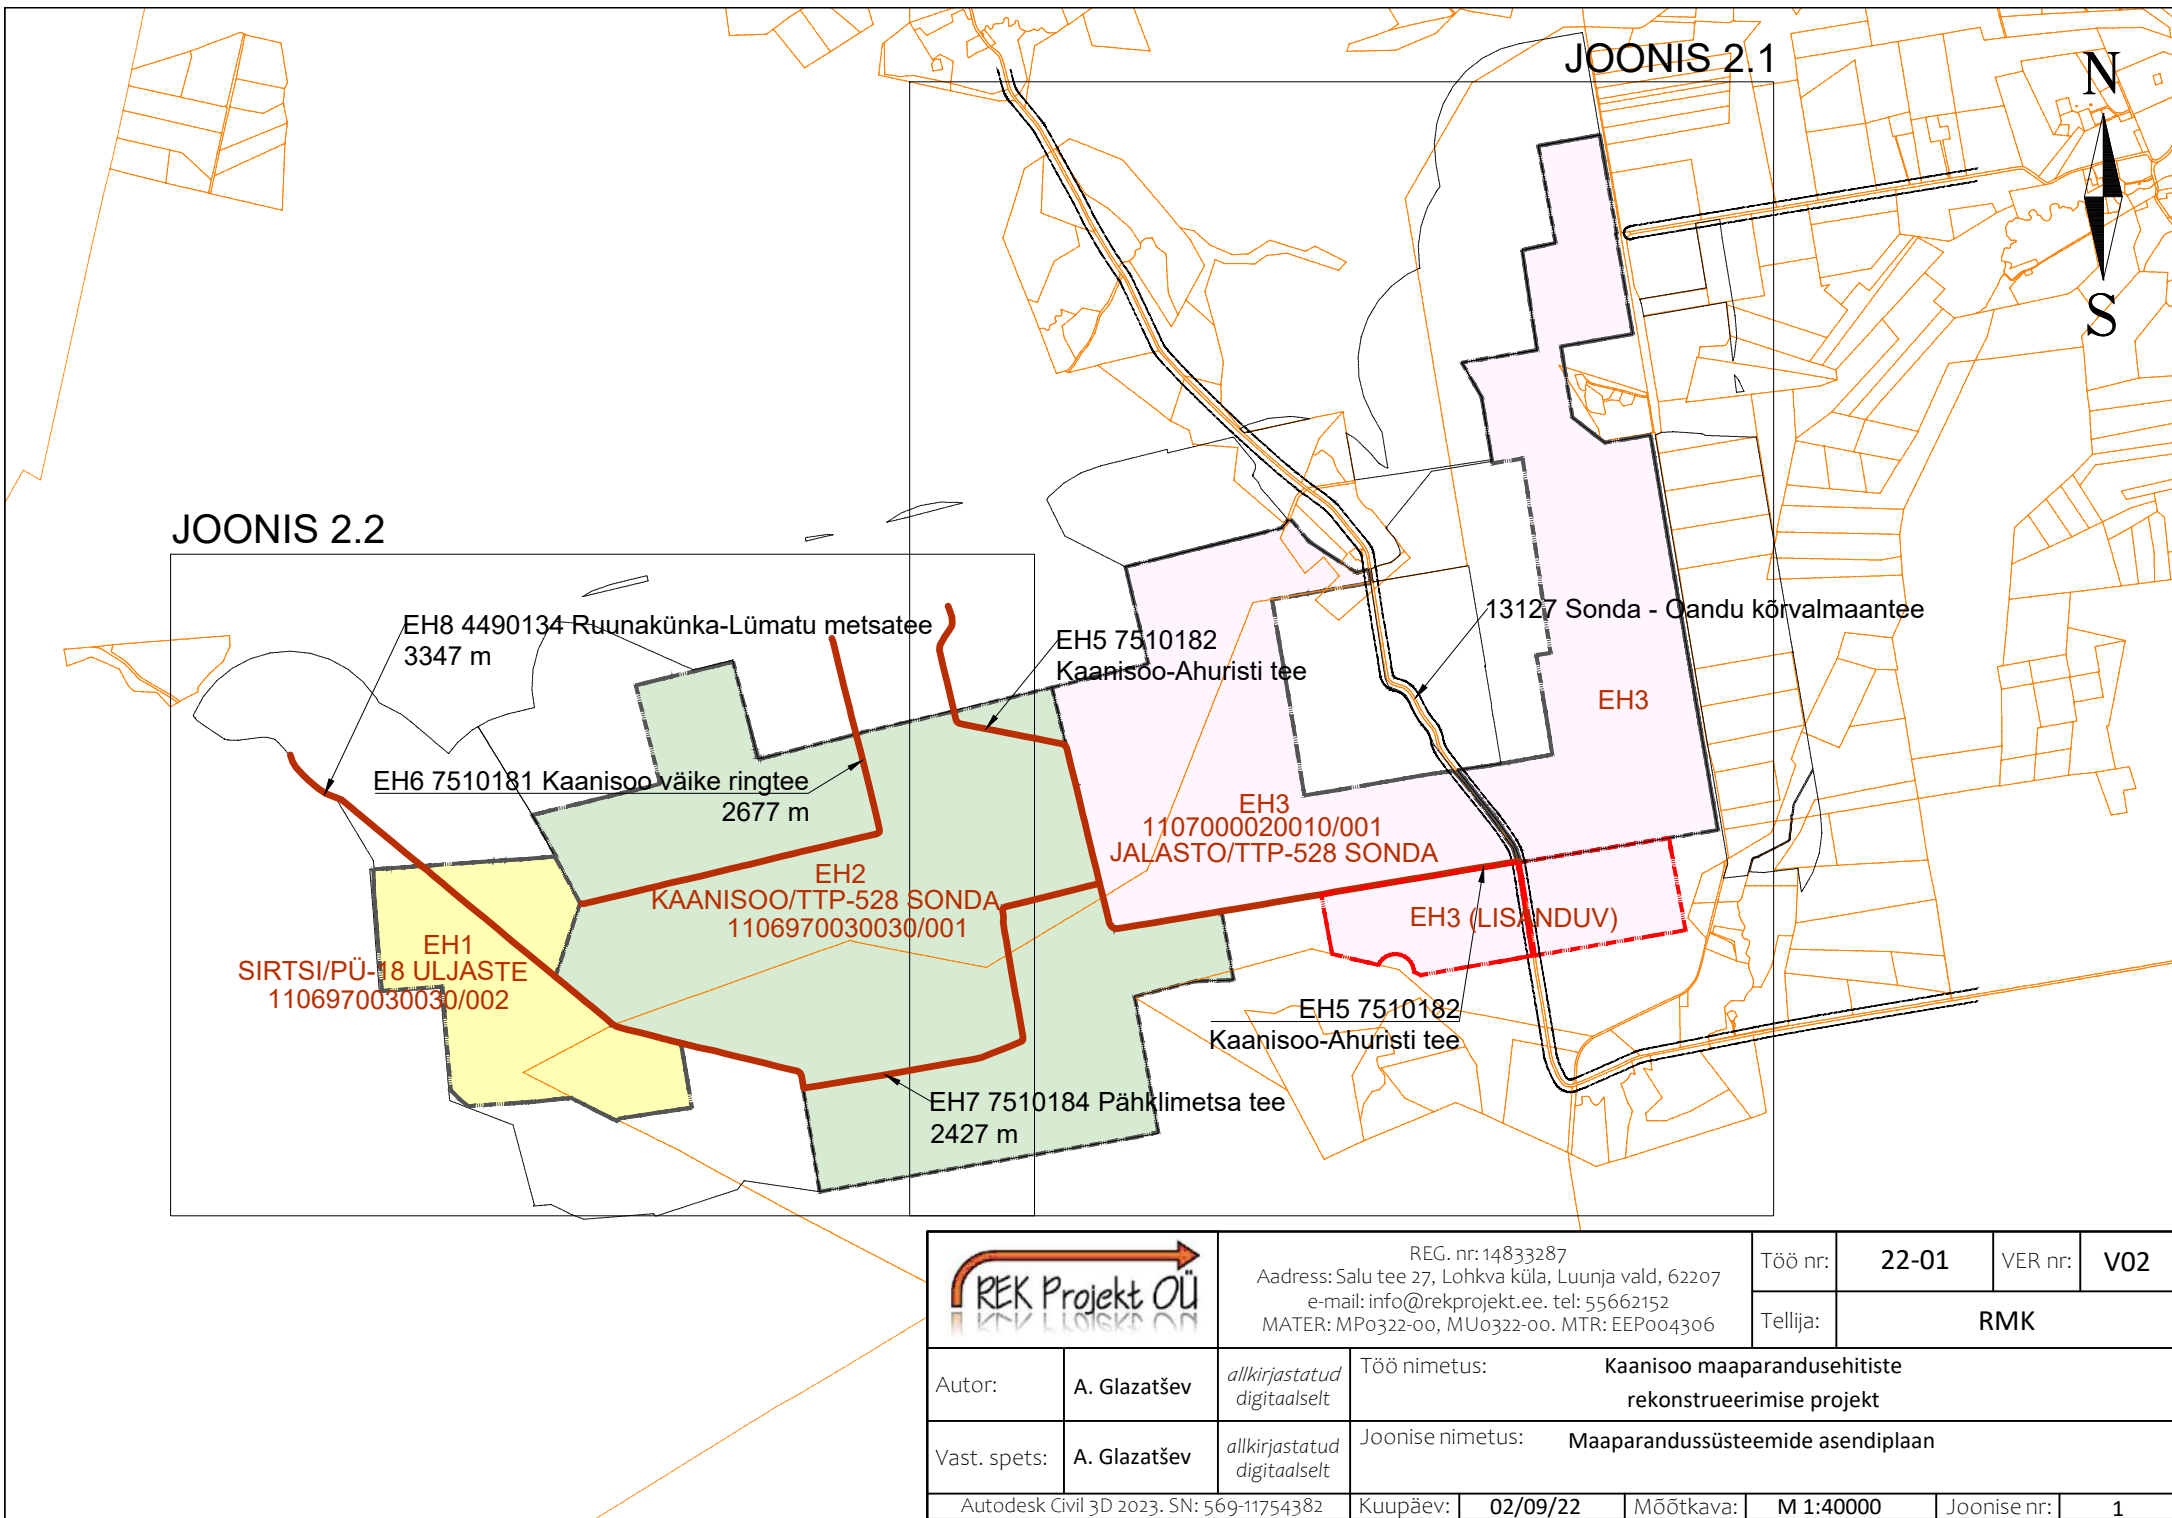 JOONIS 2.1
N
S
JOONIS 2.2
EH8 4490134 Ruunakünka-Lümatu metsatee
3347 m
EH5 7510182
Kaanisoo-Ahuristi tee
13127 Sonda - Oandu kõrvalmaantee
EH3
EH6 7510181 Kaanisoo väike ringtee
2677 m
EH3
1107000020010/001
JALASTO/TTP-528 SONDA
EH2
KAANISOO/TTP-528 SONDA
1106970030030/001
EH3 (LISANDUV)
EH1
SIRTSI/PÜ-18 ULJASTE
1106970030030/002
EH5 7510182
Kaanisoo-Ahuristi tee
EH7 7510184 Pähklimetsa tee
2427 m
REK Projekt OÜ
REG. nr: 14833287
Aadress: Salu tee 27, Lohkva küla, Luunja vald, 62207
e-mail: info@rekprojekt.ee. tel: 55662152
MATER: MP0322-00, MU0322-00. MTR: EEP004306
Töö nr: 22-01 VER nr: V02
Tellija: RMK
Autor: A. Glazatšev allkirjastatud digitaalselt
Töö nimetus: Kaanisoo maaparandusehitiste
rekonstrueerimise projekt
Vast. spets: A. Glazatšev allkirjastatud digitaalselt
Joonise nimetus: Maaparandussüsteemide asendiplaan
Autodesk Civil 3D 2023. SN: 569-11754382 Kuupäev: 02/09/22 Mõõtkava: M 1:40000 Joonise nr: 1